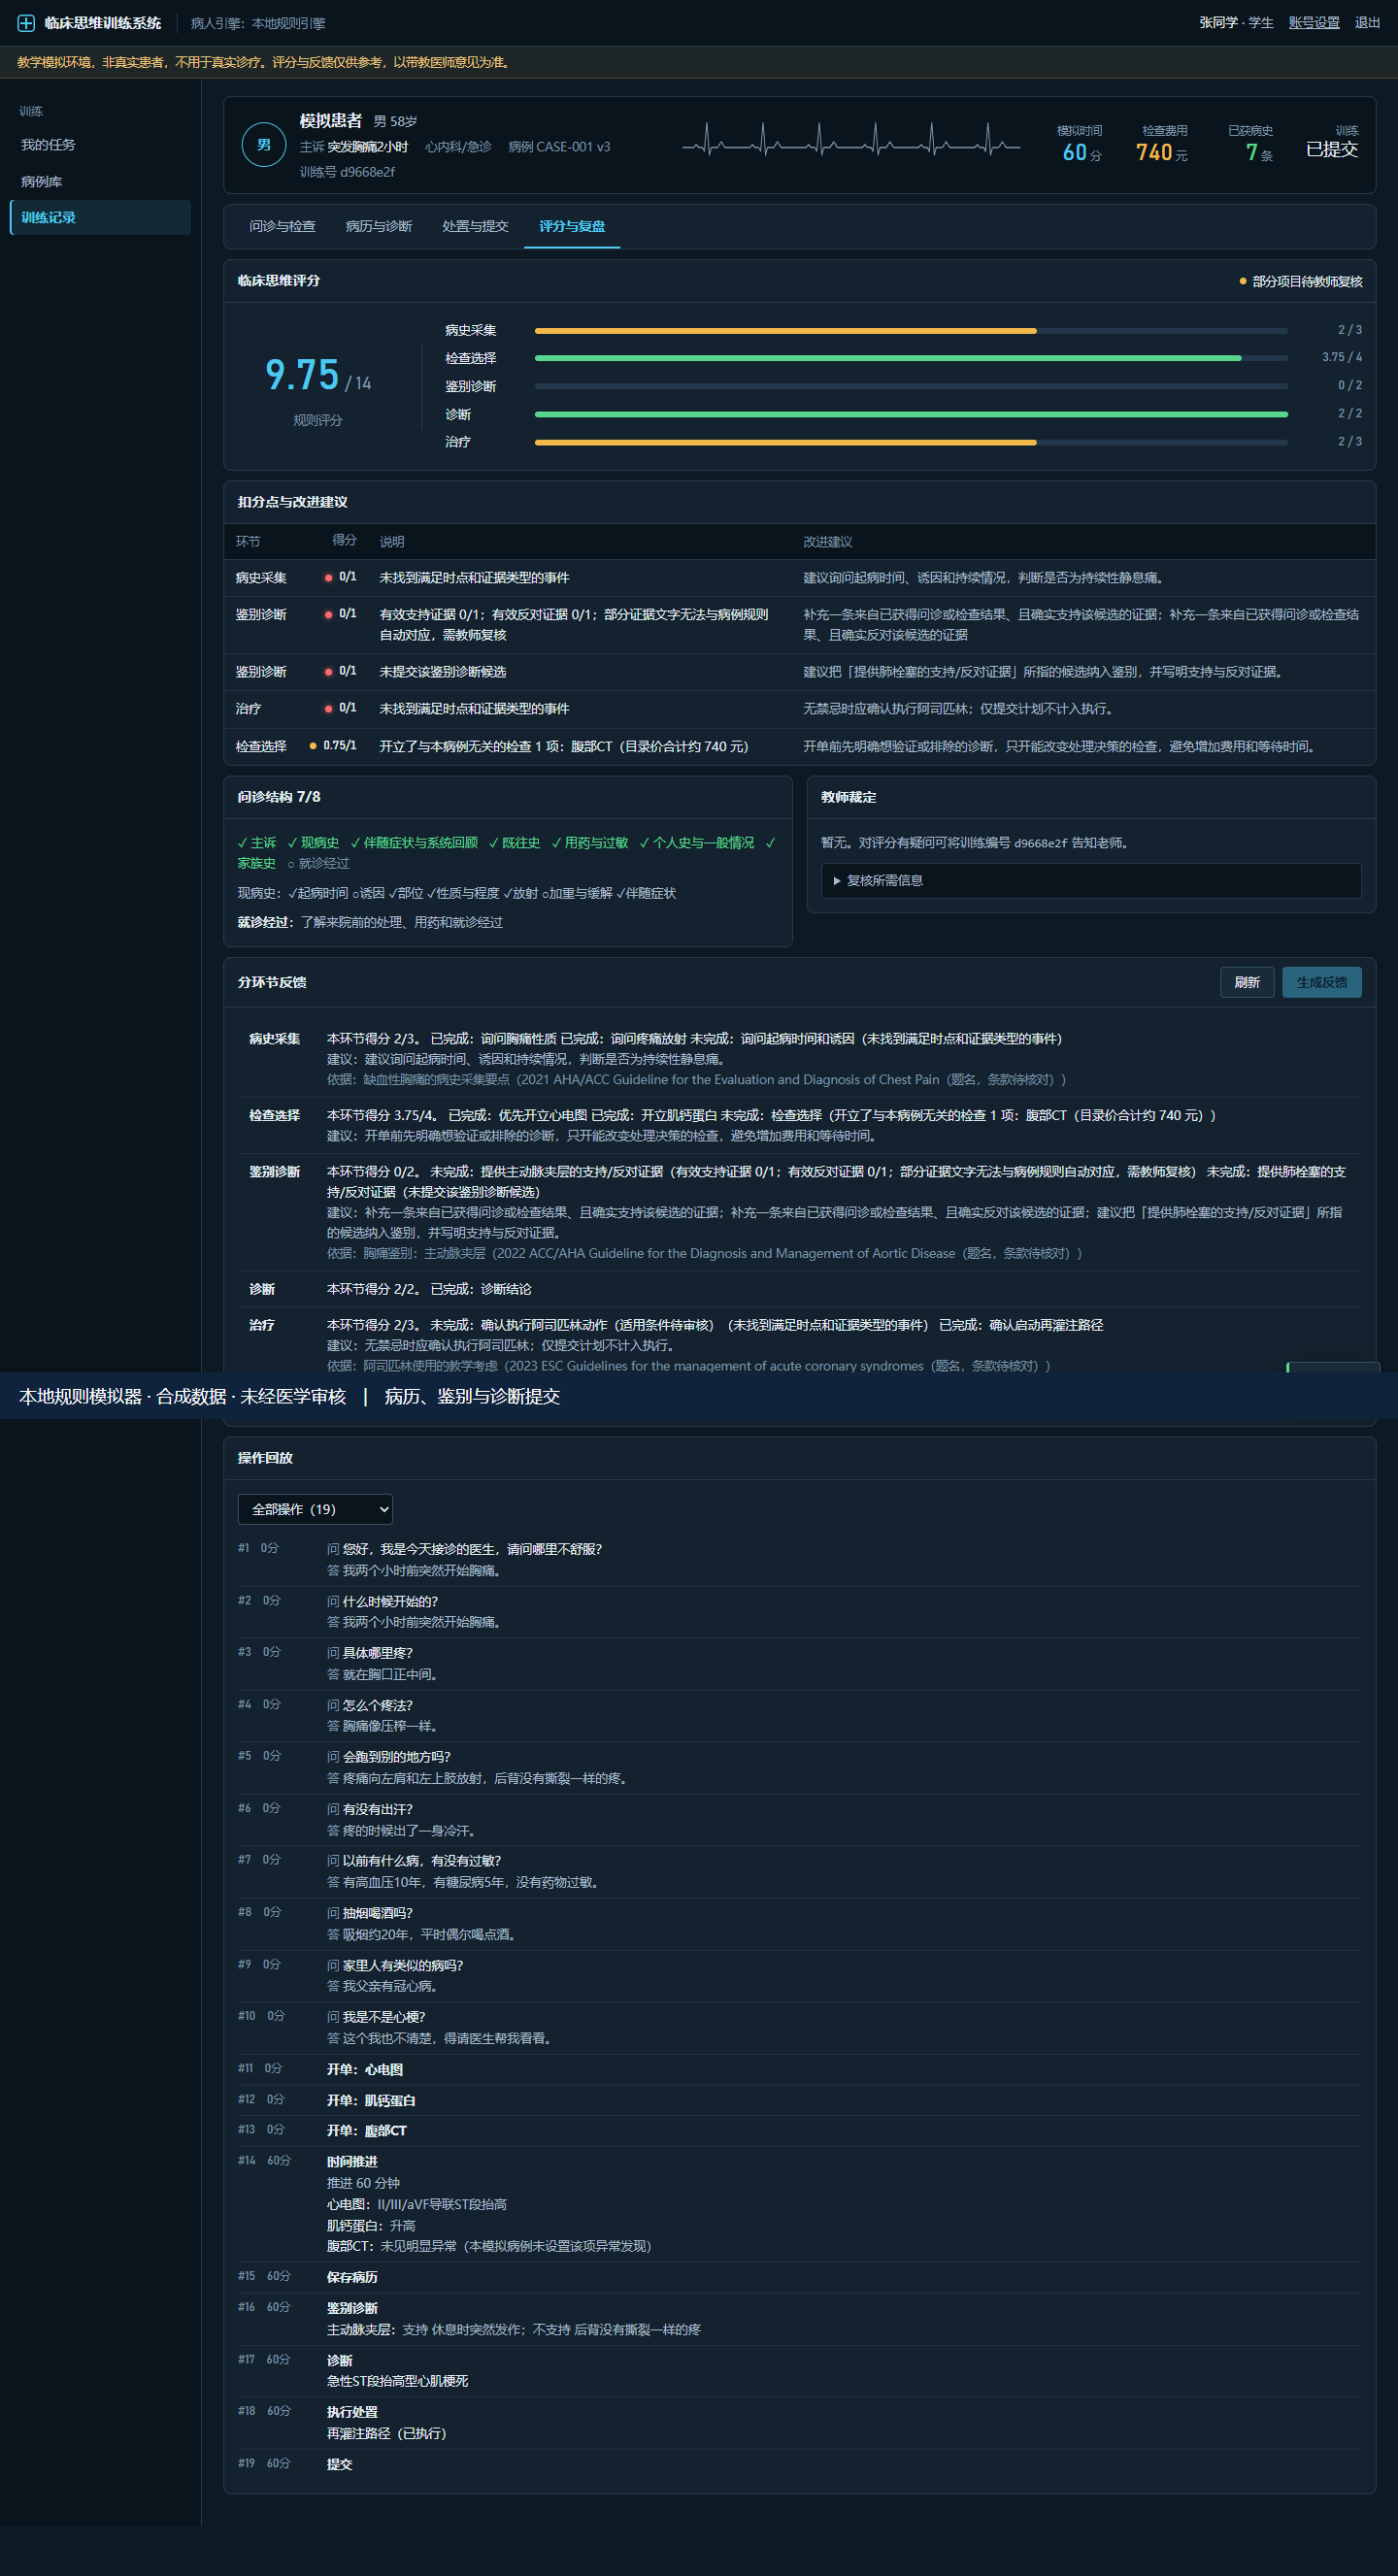 临床思维训练系统 病人引擎：本地规则引擎 张同学 · 学生 账号设置 退出
教学模拟环境，非真实患者，不用于真实诊疗。评分与反馈仅供参考，以带教医师意见为准。
训练
我的任务
病例库
训练记录
男
模拟患者 男 58岁
主诉 突发胸痛2小时 心内科/急诊 病例 CASE-001 v3
训练号 d9668e2f
模拟时间
60 分
检查费用
740 元
已获病史
7 条
训练
已提交
问诊与检查 病历与诊断 处置与提交 评分与复盘
临床思维评分 部分项目待教师复核
9.75 / 14
规则评分
病史采集 2 / 3
检查选择 3.75 / 4
鉴别诊断 0 / 2
诊断 2 / 2
治疗 2 / 3
扣分点与改进建议
环节 得分 说明 改进建议
病史采集 0/1 未找到满足时点和证据类型的事件 建议询问起病时间、诱因和持续情况，判断是否为持续性静息痛。
鉴别诊断 0/1 有效支持证据 0/1；有效反对证据 0/1；部分证据文字无法与病例规则
自动对应，需教师复核
补充一条来自已获得问诊或检查结果、且确实支持该候选的证据；补充一条来自已获得问诊或检查结
果、且确实反对该候选的证据
鉴别诊断 0/1 未提交该鉴别诊断候选 建议把「提供肺栓塞的支持/反对证据」所指的候选纳入鉴别，并写明支持与反对证据。
治疗 0/1 未找到满足时点和证据类型的事件 无禁忌时应确认执行阿司匹林；仅提交计划不计入执行。
检查选择 0.75/1 开立了与本病例无关的检查 1 项：腹部CT（目录价合计约 740 元） 开单前先明确想验证或排除的诊断，只开能改变处理决策的检查，避免增加费用和等待时间。
问诊结构 7/8
✓ 主诉 ✓ 现病史 ✓ 伴随症状与系统回顾 ✓ 既往史 ✓ 用药与过敏 ✓ 个人史与一般情况 ✓
家族史 ○ 就诊经过
现病史：✓起病时间 ○诱因 ✓部位 ✓性质与程度 ✓放射 ○加重与缓解 ✓伴随症状
就诊经过：了解来院前的处理、用药和就诊经过
教师裁定
暂无。对评分有疑问可将训练编号 d9668e2f 告知老师。
▶ 复核所需信息
分环节反馈 刷新 生成反馈
病史采集 本环节得分 2/3。 已完成：询问胸痛性质 已完成：询问疼痛放射 未完成：询问起病时间和诱因（未找到满足时点和证据类型的事件）
建议：建议询问起病时间、诱因和持续情况，判断是否为持续性静息痛。
依据：缺血性胸痛的病史采集要点（2021 AHA/ACC Guideline for the Evaluation and Diagnosis of Chest Pain（题名，条款待核对））
检查选择 本环节得分 3.75/4。 已完成：优先开立心电图 已完成：开立肌钙蛋白 未完成：检查选择（开立了与本病例无关的检查 1 项：腹部CT（目录价合计约 740 元））
建议：开单前先明确想验证或排除的诊断，只开能改变处理决策的检查，避免增加费用和等待时间。
鉴别诊断 本环节得分 0/2。 未完成：提供主动脉夹层的支持/反对证据（有效支持证据 0/1；有效反对证据 0/1；部分证据文字无法与病例规则自动对应，需教师复核） 未完成：提供肺栓塞的支
持/反对证据（未提交该鉴别诊断候选）
建议：补充一条来自已获得问诊或检查结果、且确实支持该候选的证据；补充一条来自已获得问诊或检查结果、且确实反对该候选的证据；建议把「提供肺栓塞的支持/反对证据」所指
的候选纳入鉴别，并写明支持与反对证据。
依据：胸痛鉴别：主动脉夹层（2022 ACC/AHA Guideline for the Diagnosis and Management of Aortic Disease（题名，条款待核对））
诊断 本环节得分 2/2。 已完成：诊断结论
治疗 本环节得分 2/3。 未完成：确认执行阿司匹林动作（适用条件待审核）（未找到满足时点和证据类型的事件） 已完成：确认启动再灌注路径
建议：无禁忌时应确认执行阿司匹林；仅提交计划不计入执行。
依据：阿司匹林使用的教学考虑（2023 ESC Guidelines for the management of acute coronary syndromes（题名，条款待核对））
本地规则模拟器 · 合成数据 · 未经医学审核 | 病历、鉴别与诊断提交
操作回放
全部操作（19）
#1 0分 问 您好，我是今天接诊的医生，请问哪里不舒服？
答 我两个小时前突然开始胸痛。
#2 0分 问 什么时候开始的？
答 我两个小时前突然开始胸痛。
#3 0分 问 具体哪里疼？
答 就在胸口正中间。
#4 0分 问 怎么个疼法？
答 胸痛像压榨一样。
#5 0分 问 会跑到别的地方吗？
答 疼痛向左肩和左上肢放射，后背没有撕裂一样的疼。
#6 0分 问 有没有出汗？
答 疼的时候出了一身冷汗。
#7 0分 问 以前有什么病，有没有过敏？
答 有高血压10年，有糖尿病5年，没有药物过敏。
#8 0分 问 抽烟喝酒吗？
答 吸烟约20年，平时偶尔喝点酒。
#9 0分 问 家里人有类似的病吗？
答 我父亲有冠心病。
#10 0分 问 我是不是心梗？
答 这个我也不清楚，得请医生帮我看看。
#11 0分 开单：心电图
#12 0分 开单：肌钙蛋白
#13 0分 开单：腹部CT
#14 60分 时间推进
推进 60 分钟
心电图：II/III/aVF导联ST段抬高
肌钙蛋白：升高
腹部CT：未见明显异常（本模拟病例未设置该项异常发现）
#15 60分 保存病历
#16 60分 鉴别诊断
主动脉夹层：支持 休息时突然发作；不支持 后背没有撕裂一样的疼
#17 60分 诊断
急性ST段抬高型心肌梗死
#18 60分 执行处置
再灌注路径（已执行）
#19 60分 提交